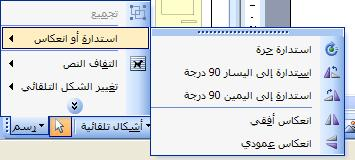 تجميع
استدارة أو انعكاس
التفاف النص
تغيير الشكل التلقائي
رسم
أشكال تلقائية
استدارة حرة
استدارة إلى اليسار 90 درجة
استدارة إلى اليمين 90 درجة
انعكاس أفقي
انعكاس عمودي